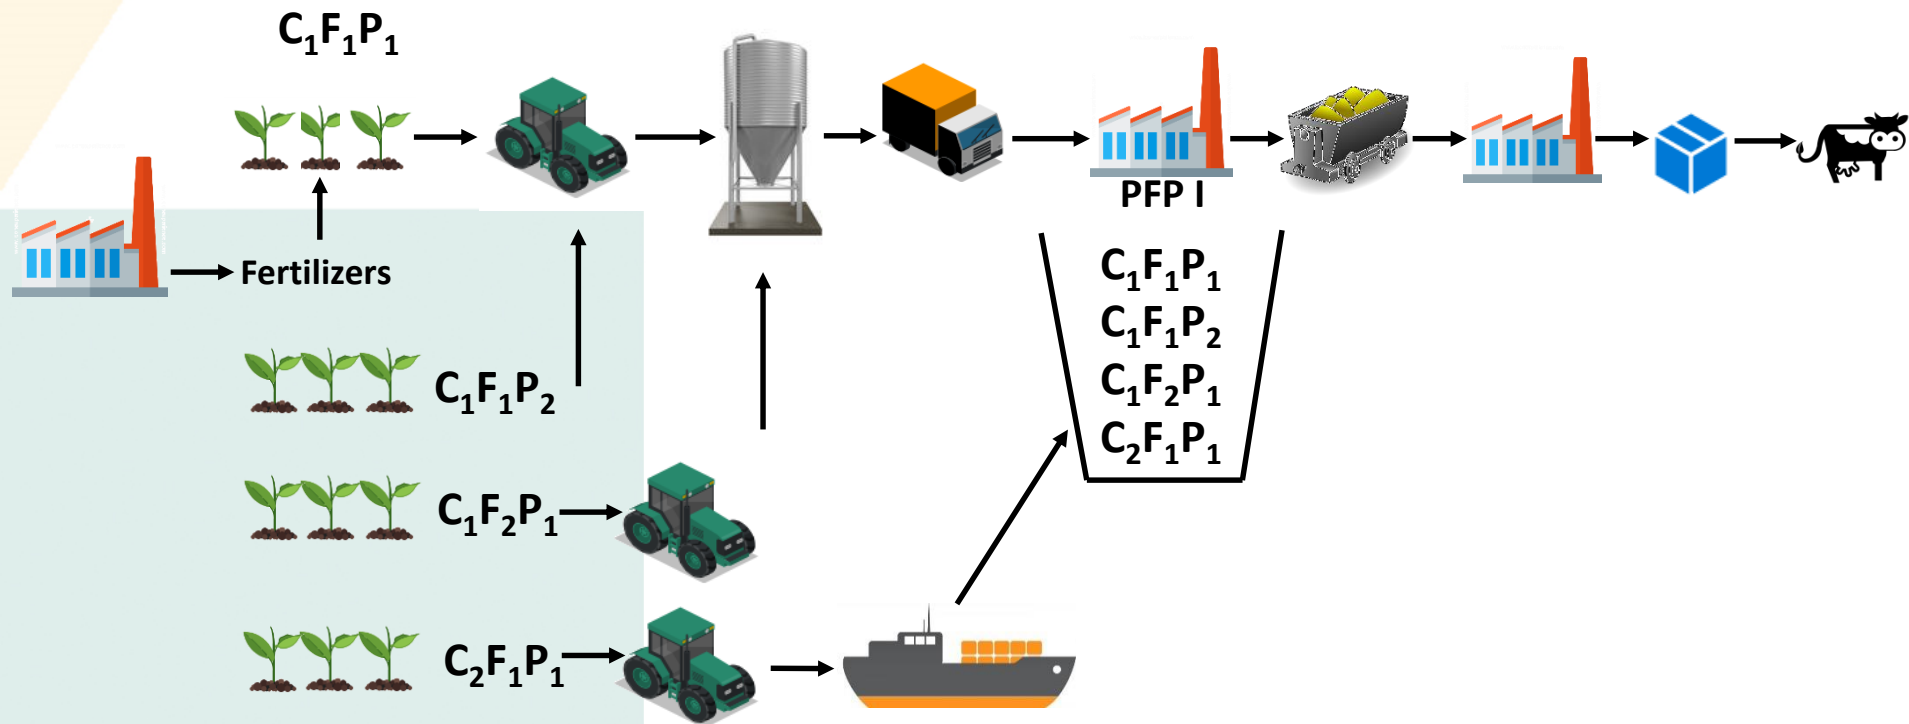 C₁F₁P₁
PFP I
Fertilizers
C₁F₁P₁
C₁F₁P₂
C₁F₂P₁
C₂F₁P₁
C₁F₁P₂
C₁F₂P₁
C₂F₁P₁